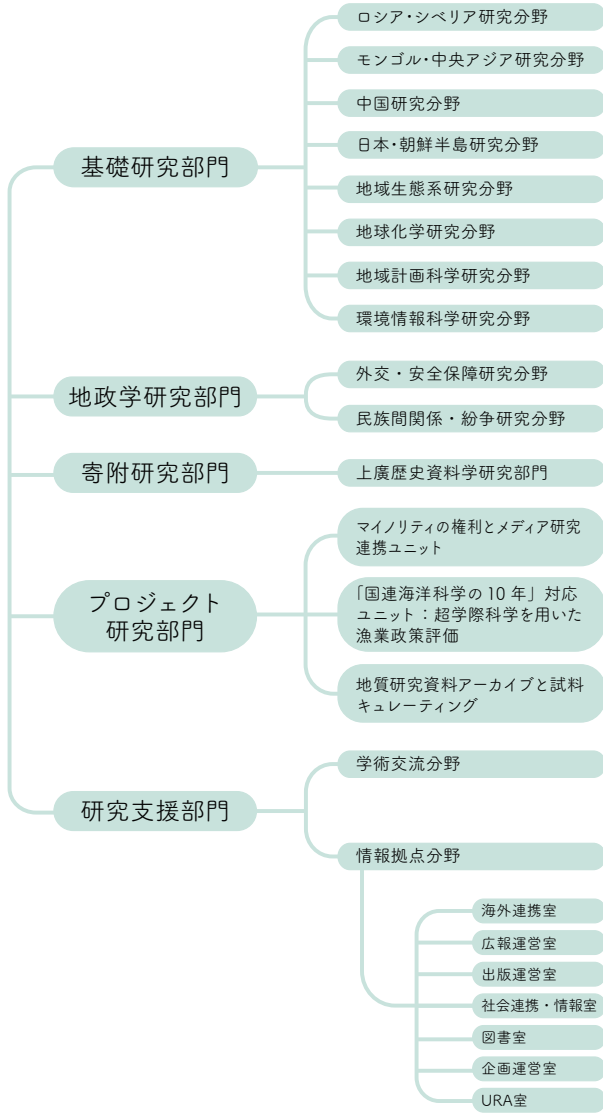 基礎研究部門
ロシア・シベリア研究分野
モンゴル・中央アジア研究分野
中国研究分野
日本・朝鮮半島研究分野
地域生態系研究分野
地球化学研究分野
地域計画科学研究分野
環境情報科学研究分野
地政学研究部門
外交・安全保障研究分野
民族間関係・紛争研究分野
寄附研究部門
上廣歴史資料学研究部門
プロジェクト
研究部門
マイノリティの権利とメディア研究
連携ユニット
「国連海洋科学の 10 年」対応
ユニット：超学際科学を用いた
漁業政策評価
地質研究資料アーカイブと試料
キュレーティング
研究支援部門
学術交流分野
情報拠点分野
海外連携室
広報運営室
出版運営室
社会連携・情報室
図書室
企画運営室
URA室